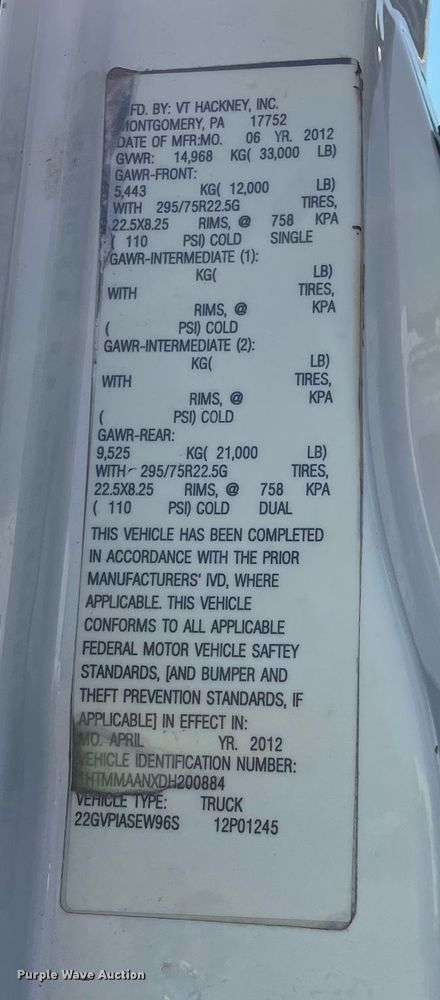 FD. BY: VT HACKNEY, INC.
MONTGOMERY, PA 17752
DATE OF MFR:MO. 06 YR. 2012
GVWR: 14,968 KG( 33,000 LB)
GAWR-FRONT:
5,443 KG( 12,000 LB)
WITH 295/75R22.5G TIRES,
22.5X8.25 RIMS, @ 758 KPA
( 110 PSI) COLD SINGLE
GAWR-INTERMEDIATE (1):
KG( LB)
WITH TIRES,
RIMS, @ KPA
( PSI) COLD
GAWR-INTERMEDIATE (2):
KG( LB)
WITH TIRES,
RIMS, @ KPA
( PSI) COLD
GAWR-REAR:
9,525 KG( 21,000 LB)
WITH 295/75R22.5G TIRES,
22.5X8.25 RIMS, @ 758 KPA
( 110 PSI) COLD DUAL
THIS VEHICLE HAS BEEN COMPLETED
IN ACCORDANCE WITH THE PRIOR
MANUFACTURERS' IVD, WHERE
APPLICABLE. THIS VEHICLE
CONFORMS TO ALL APPLICABLE
FEDERAL MOTOR VEHICLE SAFTEY
STANDARDS, [AND BUMPER AND
THEFT PREVENTION STANDARDS, IF
APPLICABLE] IN EFFECT IN:
MO. APRIL YR. 2012
VEHICLE IDENTIFICATION NUMBER:
1HTMMAANXDH200884
VEHICLE TYPE: TRUCK
22GVPIASEW96S 12P01245
Purple Wave Auction